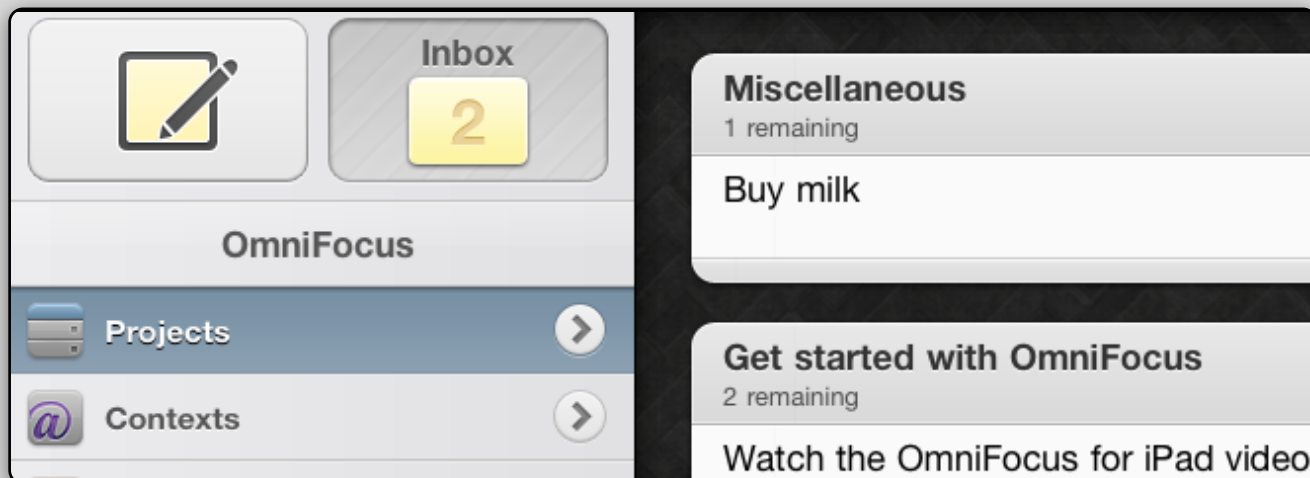 Inbox
2
OmniFocus
Projects
@ Contexts
Miscellaneous
1 remaining
Buy milk
Get started with OmniFocus
2 remaining
Watch the OmniFocus for iPad video